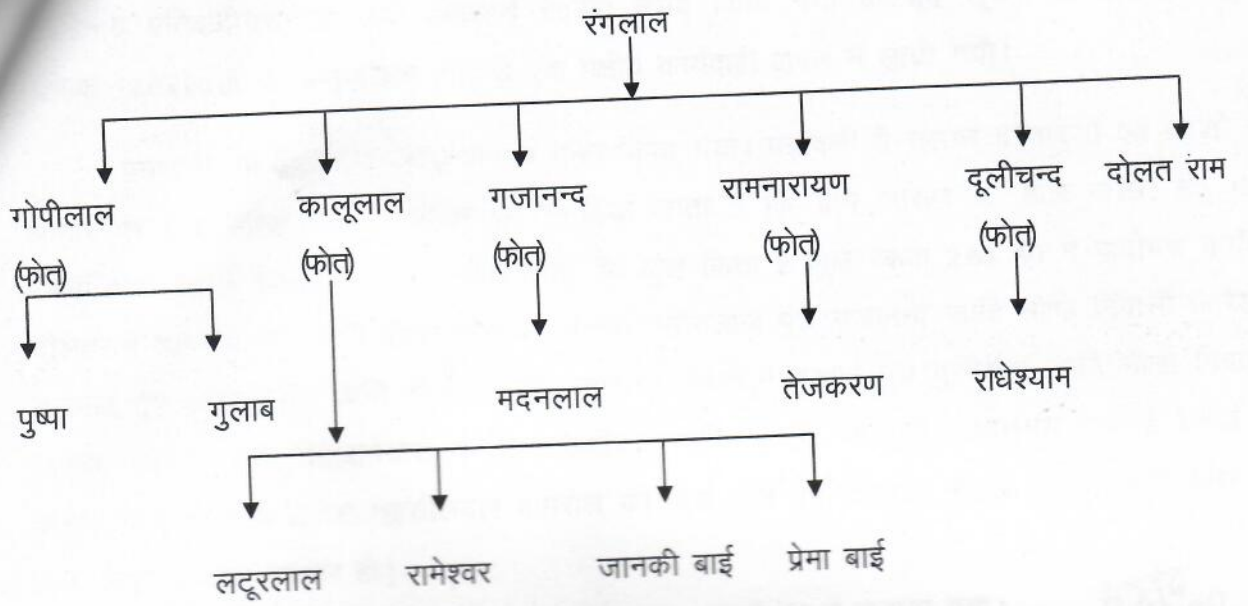 रंगलाल
गोपीलाल कालूलाल गजानन्द रामनारायण दूलीचन्द दोलत राम
(फोत) (फोत) (फोत) (फोत) (फोत)
पुष्पा गुलाब मदनलाल तेजकरण राधेश्याम
लटूरलाल रामेश्वर जानकी बाई प्रेमा बाई